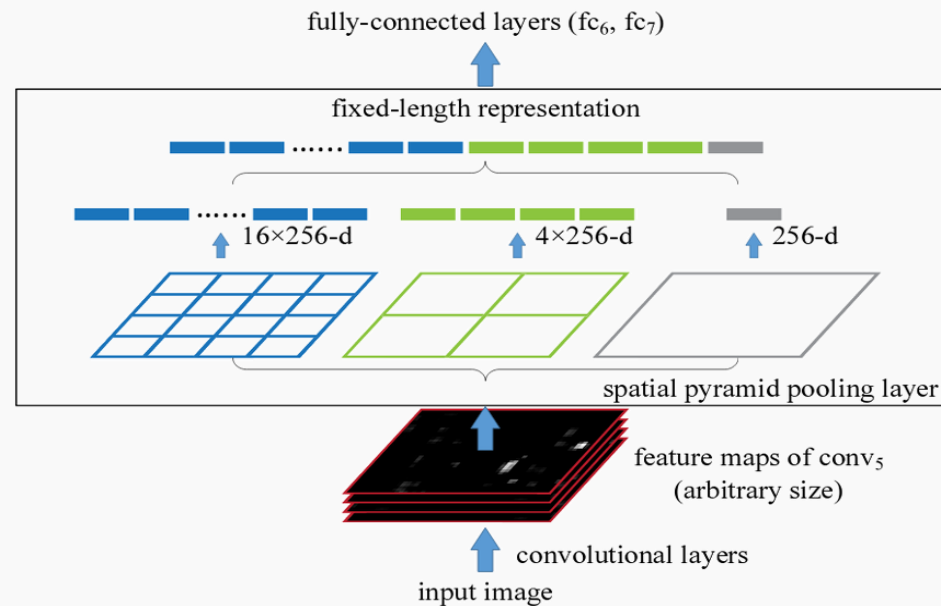 fully-connected layers (fc₆, fc₇)
fixed-length representation
......
......
16×256-d
4×256-d
256-d
spatial pyramid pooling layer
feature maps of conv₅
(arbitrary size)
convolutional layers
input image